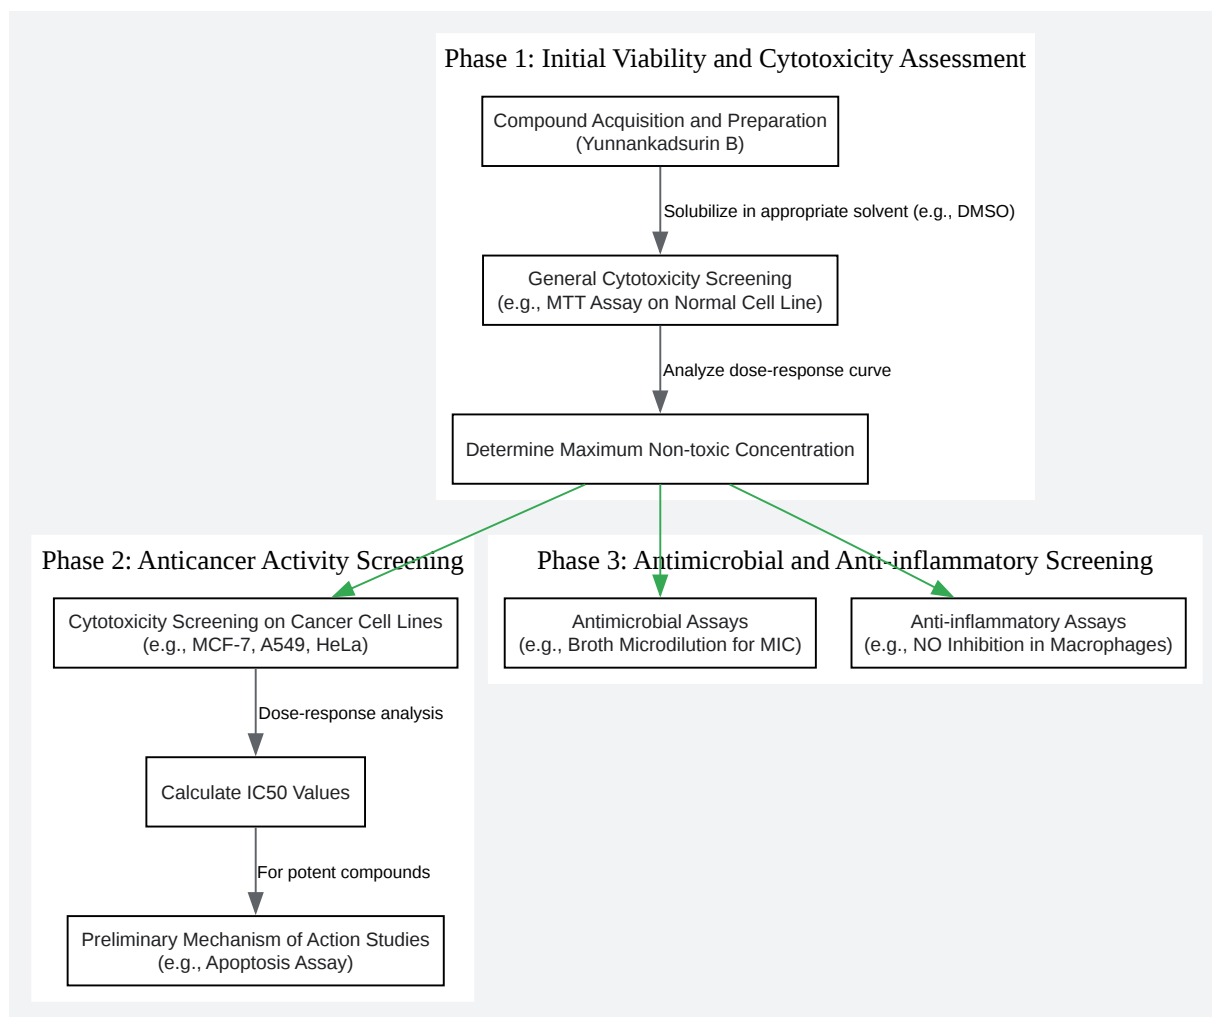 Phase 1: Initial Viability and Cytotoxicity Assessment
Compound Acquisition and Preparation
(Yunnankadsurin B)
Solubilize in appropriate solvent (e.g., DMSO)
General Cytotoxicity Screening
(e.g., MTT Assay on Normal Cell Line)
Analyze dose-response curve
Determine Maximum Non-toxic Concentration
Phase 2: Anticancer Activity Screening
Cytotoxicity Screening on Cancer Cell Lines
(e.g., MCF-7, A549, HeLa)
Dose-response analysis
Calculate IC50 Values
For potent compounds
Preliminary Mechanism of Action Studies
(e.g., Apoptosis Assay)
Phase 3: Antimicrobial and Anti-inflammatory Screening
Antimicrobial Assays
(e.g., Broth Microdilution for MIC)
Anti-inflammatory Assays
(e.g., NO Inhibition in Macrophages)